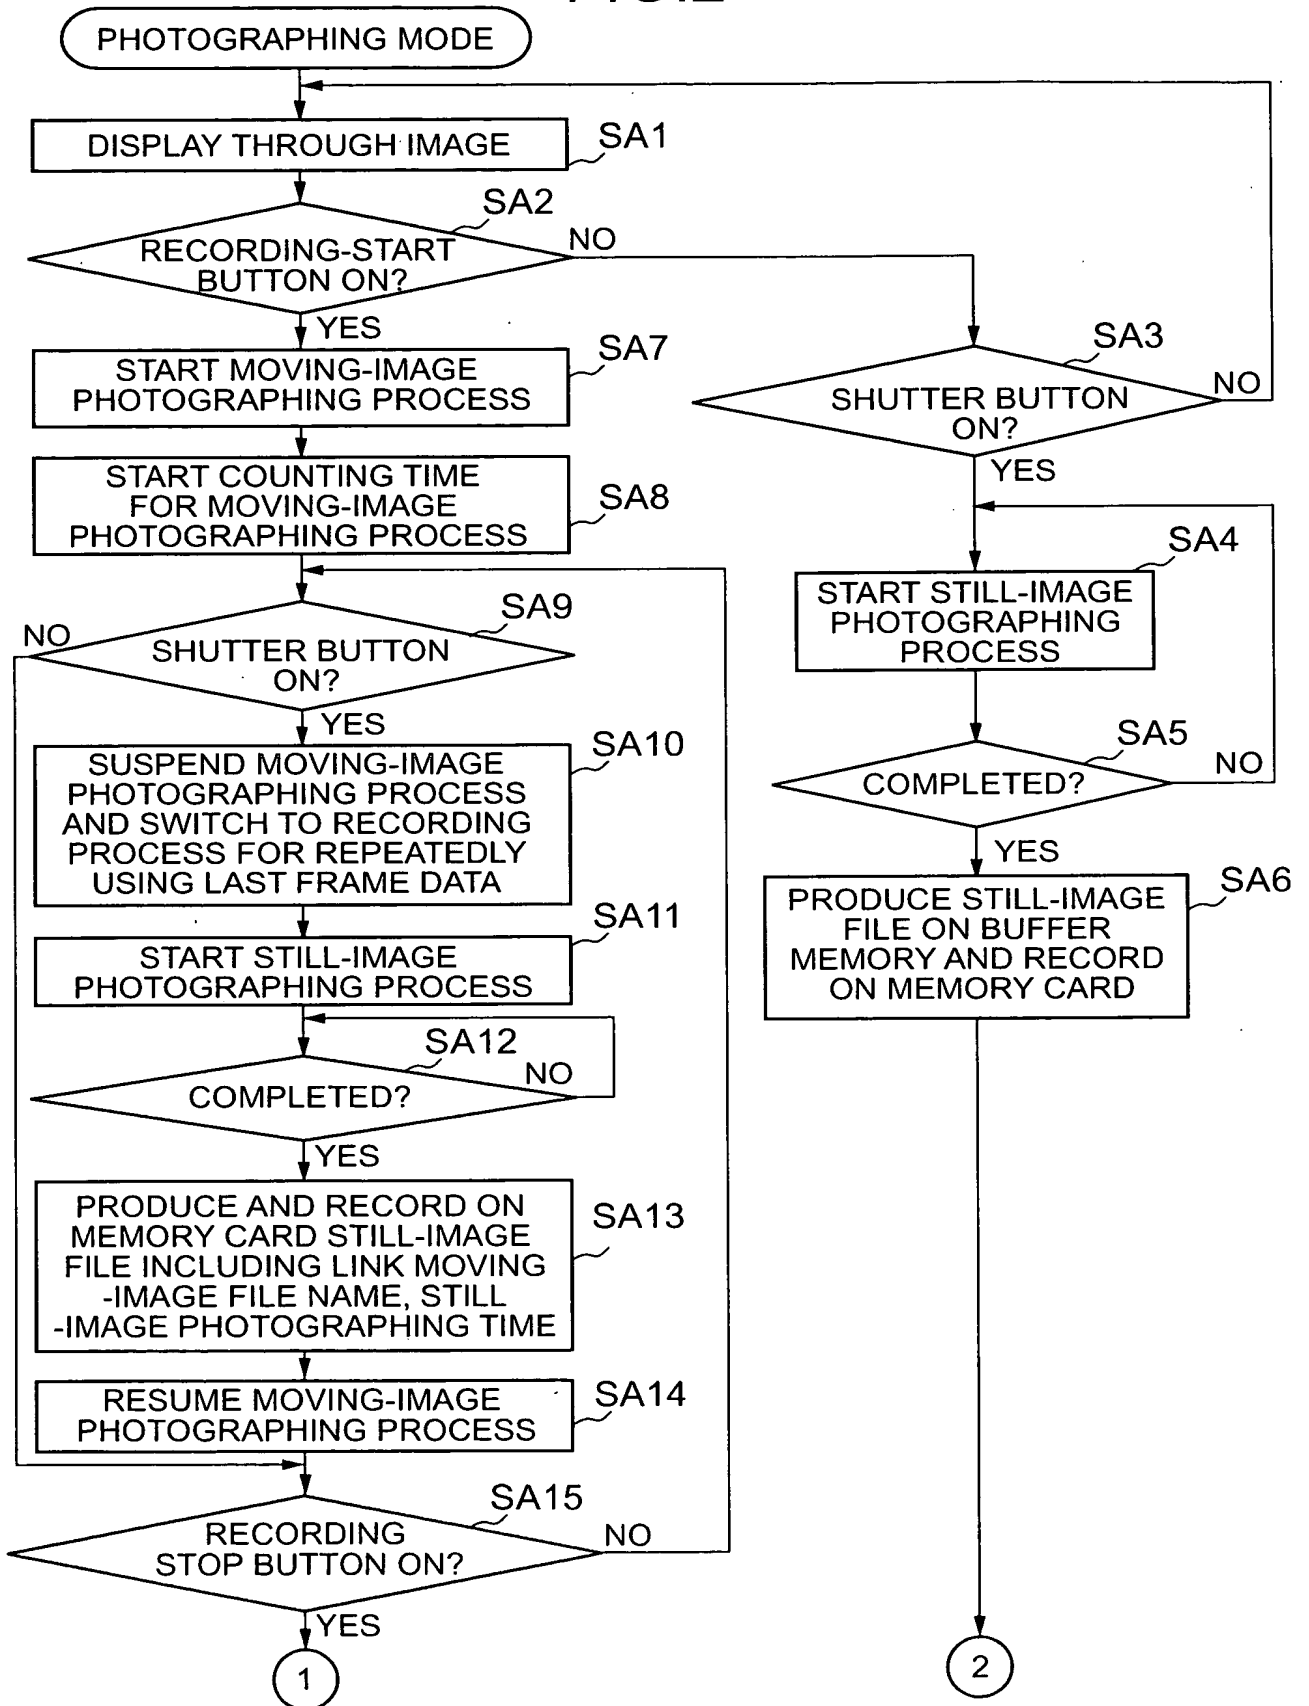 PHOTOGRAPHING MODE
DISPLAY THROUGH IMAGE
SA1
SA2
RECORDING-START
BUTTON ON?
NO
YES
SA7
START MOVING-IMAGE
PHOTOGRAPHING PROCESS
START COUNTING TIME
FOR MOVING-IMAGE
PHOTOGRAPHING PROCESS
SA8
SA9
NO
SHUTTER BUTTON
ON?
YES
SA10
SUSPEND MOVING-IMAGE
PHOTOGRAPHING PROCESS
AND SWITCH TO RECORDING
PROCESS FOR REPEATEDLY
USING LAST FRAME DATA
SA11
START STILL-IMAGE
PHOTOGRAPHING PROCESS
SA12
NO
COMPLETED?
YES
PRODUCE AND RECORD ON
MEMORY CARD STILL-IMAGE
FILE INCLUDING LINK MOVING
-IMAGE FILE NAME, STILL
-IMAGE PHOTOGRAPHING TIME
SA13
RESUME MOVING-IMAGE
PHOTOGRAPHING PROCESS
SA14
SA15
RECORDING
STOP BUTTON ON?
NO
YES
1
SA3
NO
SHUTTER BUTTON
ON?
YES
SA4
START STILL-IMAGE
PHOTOGRAPHING
PROCESS
SA5
COMPLETED?
NO
YES
SA6
PRODUCE STILL-IMAGE
FILE ON BUFFER
MEMORY AND RECORD
ON MEMORY CARD
2